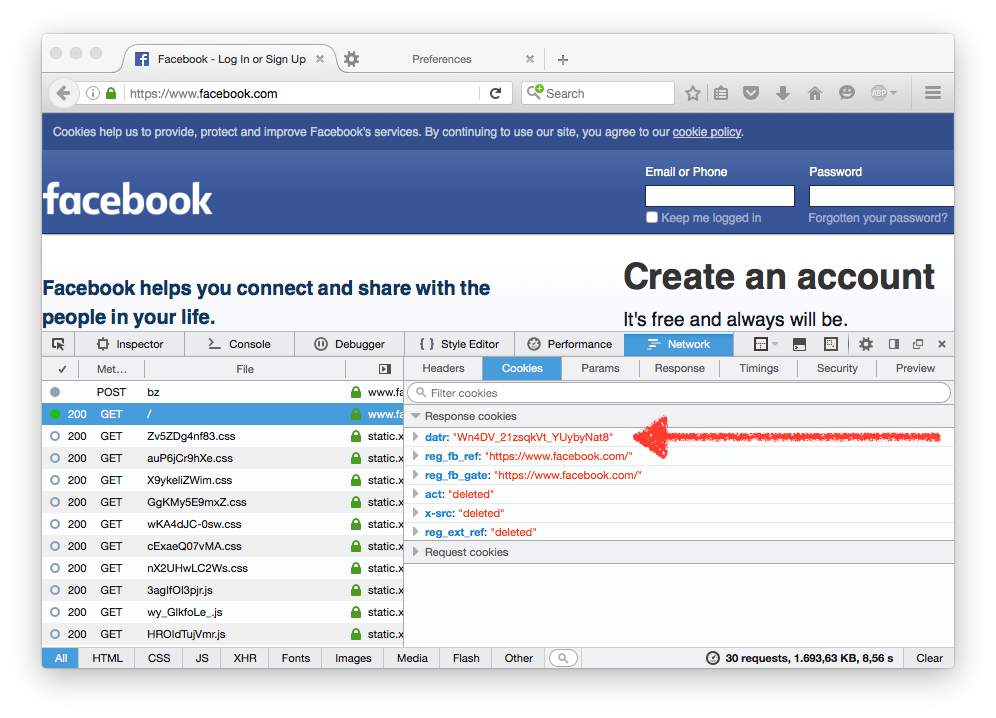 Facebook - Log In or Sign Up
Preferences
https://www.facebook.com
Search
ABP
Cookies help us to provide, protect and improve Facebook's services. By continuing to use our site, you agree to our cookie policy.
facebook
Email or Phone
Password
Keep me logged in
Forgotten your password?
Facebook helps you connect and share with the
people in your life.
Create an account
It's free and always will be.
Inspector
Console
Debugger
{ } Style Editor
Performance
Network
✓ Met... File
Headers
Cookies
Params
Response
Timings
Security
Preview
POST bz www.fa
200 GET / www.fa
200 GET Zv5ZDg4nf83.css static.x
200 GET auP6jCr9hXe.css static.x
200 GET X9ykeliZWim.css static.x
200 GET GgKMy5E9mxZ.css static.x
200 GET wKA4dJC-0sw.css static.x
200 GET cExaeQ07vMA.css static.x
200 GET nX2UHwLC2Ws.css static.x
200 GET 3aglfOl3pjr.js static.x
200 GET wy_GlkfoLe_.js static.x
200 GET HROldTujVmr.js static.x
Filter cookies
Response cookies
datr: "Wn4DV_21zsqkVt_YUybyNat8"
reg_fb_ref: "https://www.facebook.com/"
reg_fb_gate: "https://www.facebook.com/"
act: "deleted"
x-src: "deleted"
reg_ext_ref: "deleted"
Request cookies
All
HTML
CSS
JS
XHR
Fonts
Images
Media
Flash
Other
30 requests, 1.693,63 KB, 8,56 s
Clear